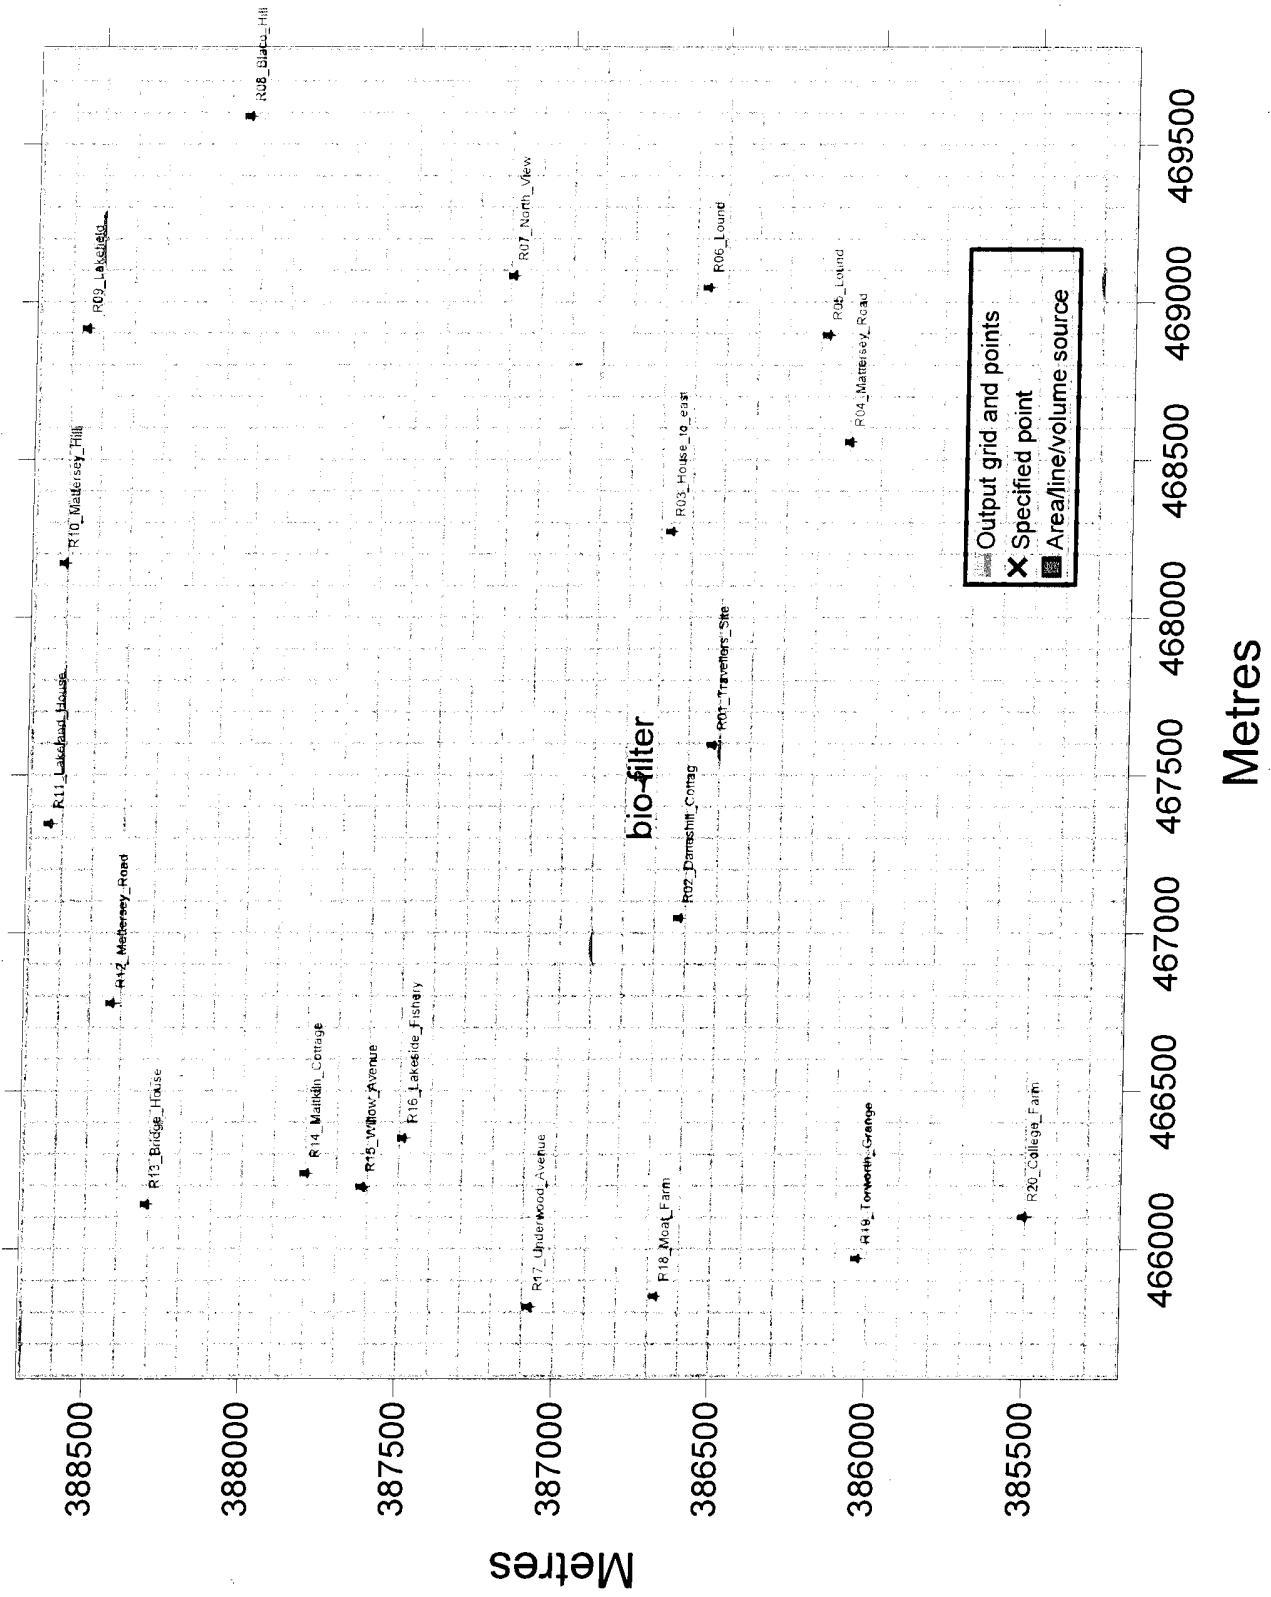 R08_Blaco_Hill
R09_Lakefield
R10_Mattersey_Hill
R11_Lakeland_House
R12_Mattersey_Road
R13_Bridge_House
R14_Mattkin_Cottage
R15_Willow_Avenue
R16_Lakeside_Fishery
R07_North_View
R17_Underwood_Avenue
bio-filter
R03_House_to_east
R06_Lound
R18_Moat_Farm
R02_Daneshill_Cottag
R01_Travellers_Site
R05_Lound
R04_Mattersey_Road
R19_Torworth_Grange
R20_College_Farm
Output grid and points
Specified point
Area/line/volume source
388500
388000
387500
387000
386500
386000
385500
Metres
466000
466500
467000
467500
468000
468500
469000
469500
Metres